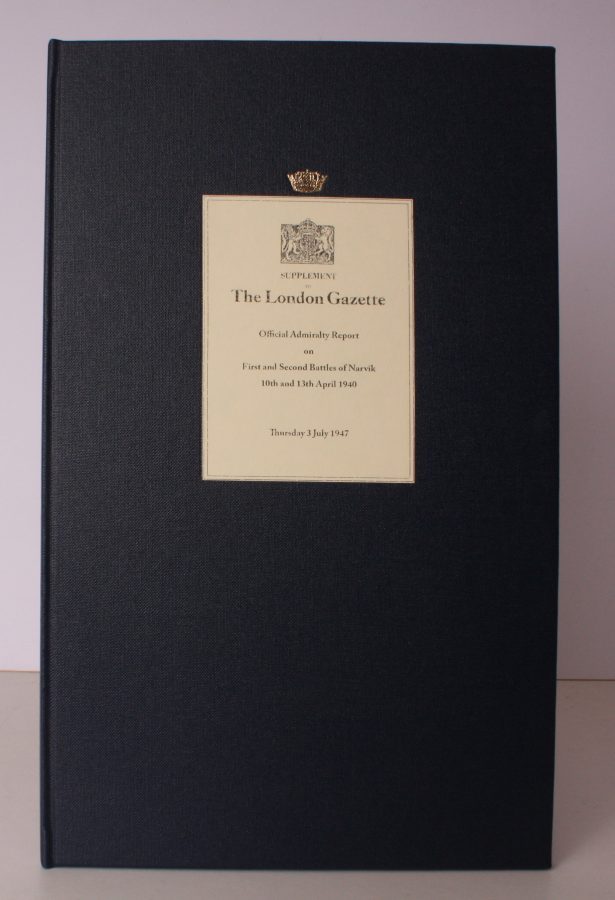 SUPPLEMENT
TO
The London Gazette
Official Admiralty Report
on
First and Second Battles of Narvik
10th and 13th April 1940
Thursday 3 July 1947